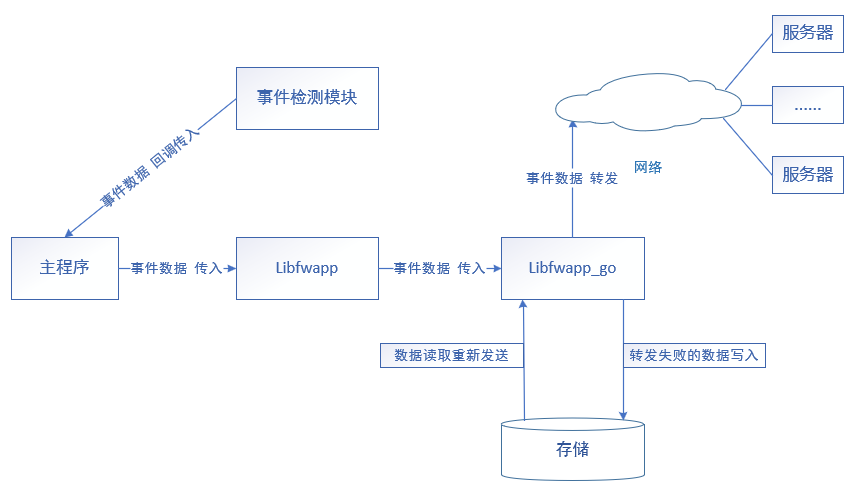 服务器
事件检测模块
......
事件数据 回调传入
网络
服务器
事件数据 转发
主程序
事件数据 传入
Libfwapp
事件数据 传入
Libfwapp_go
数据读取重新发送
转发失败的数据写入
存储